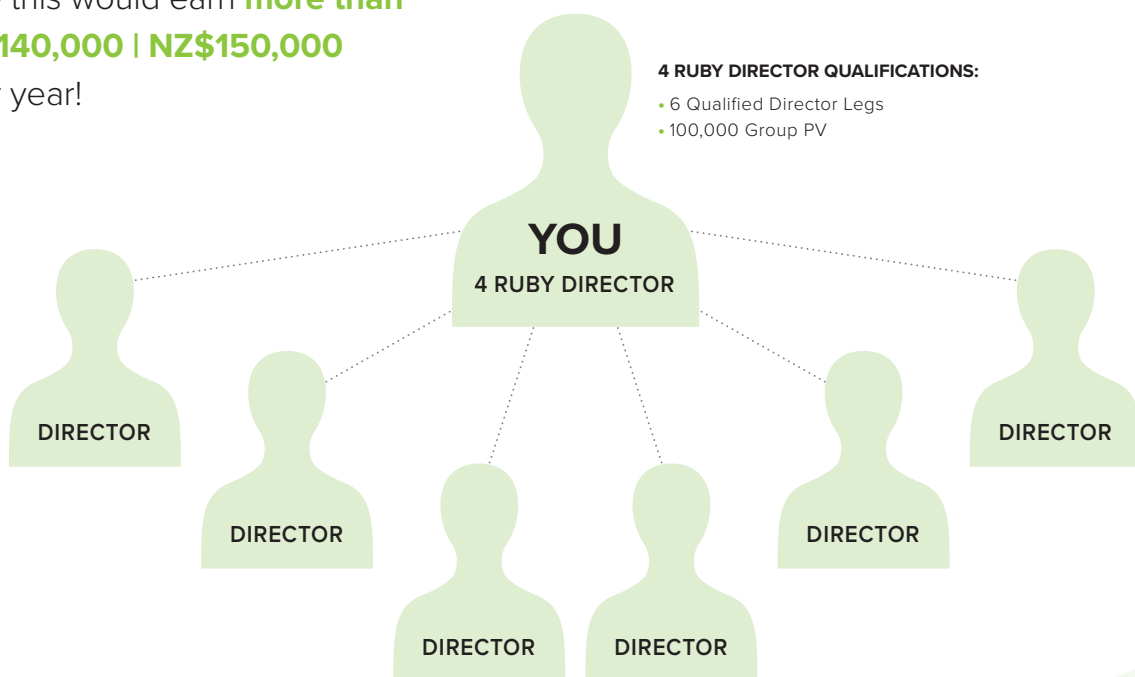 this would earn more than
140,000 | NZ$150,000
year!
4 RUBY DIRECTOR QUALIFICATIONS:
• 6 Qualified Director Legs
• 100,000 Group PV
YOU
4 RUBY DIRECTOR
DIRECTOR
DIRECTOR
DIRECTOR
DIRECTOR
DIRECTOR
DIRECTOR